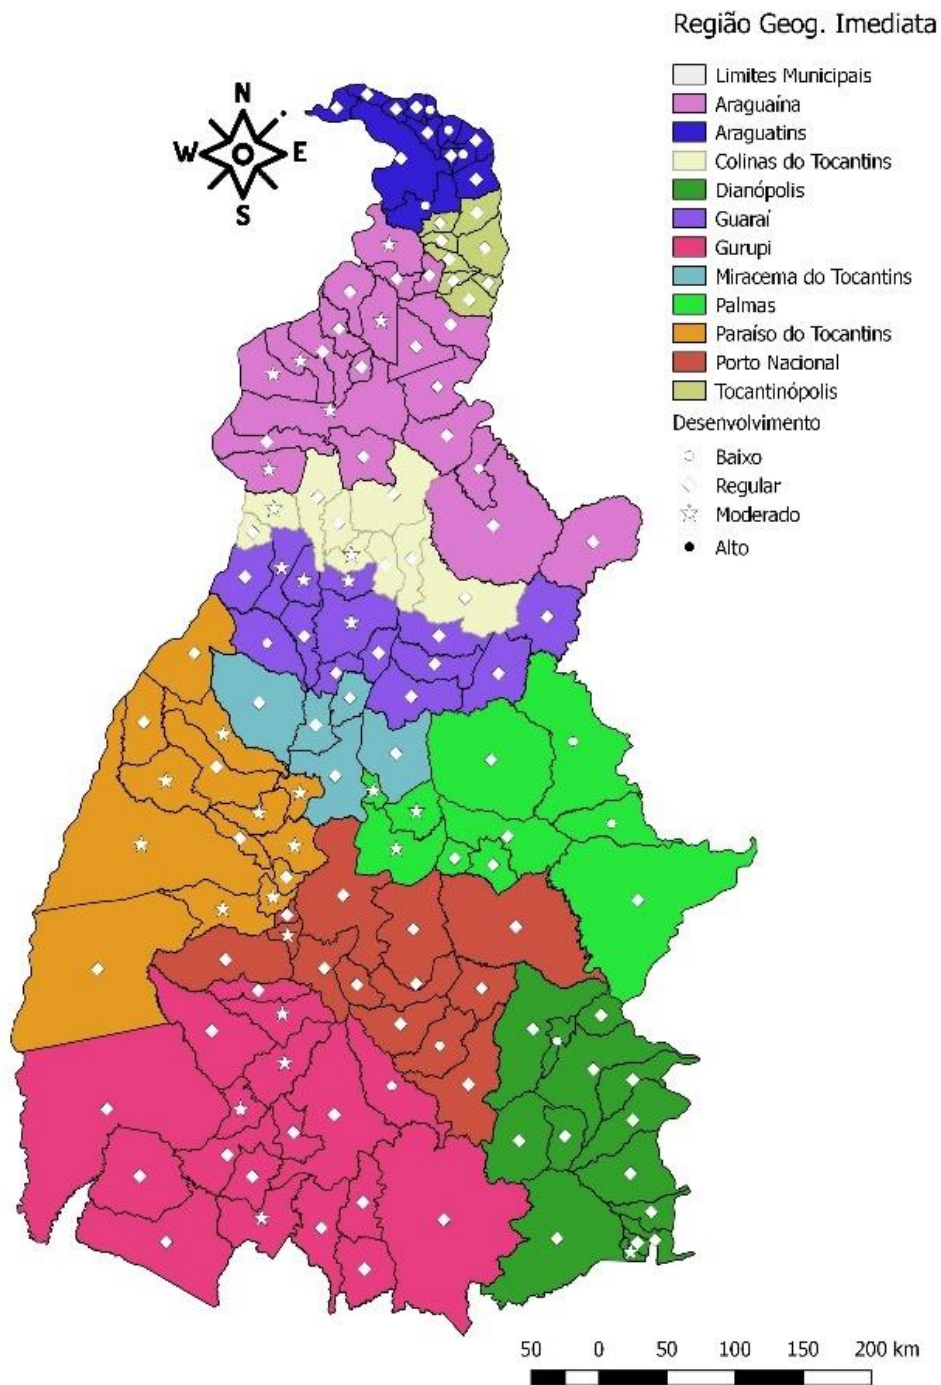 Região Geog. Imediata
Limites Municipais
Araguaína
Araguatins
Colinas do Tocantins
Dianópolis
Guaraí
Gurupi
Miracema do Tocantins
Palmas
Paraíso do Tocantins
Porto Nacional
Tocantinópolis
Desenvolvimento
Baixo
Regular
Moderado
Alto
N
W E
S
50 0 50 100 150 200 km